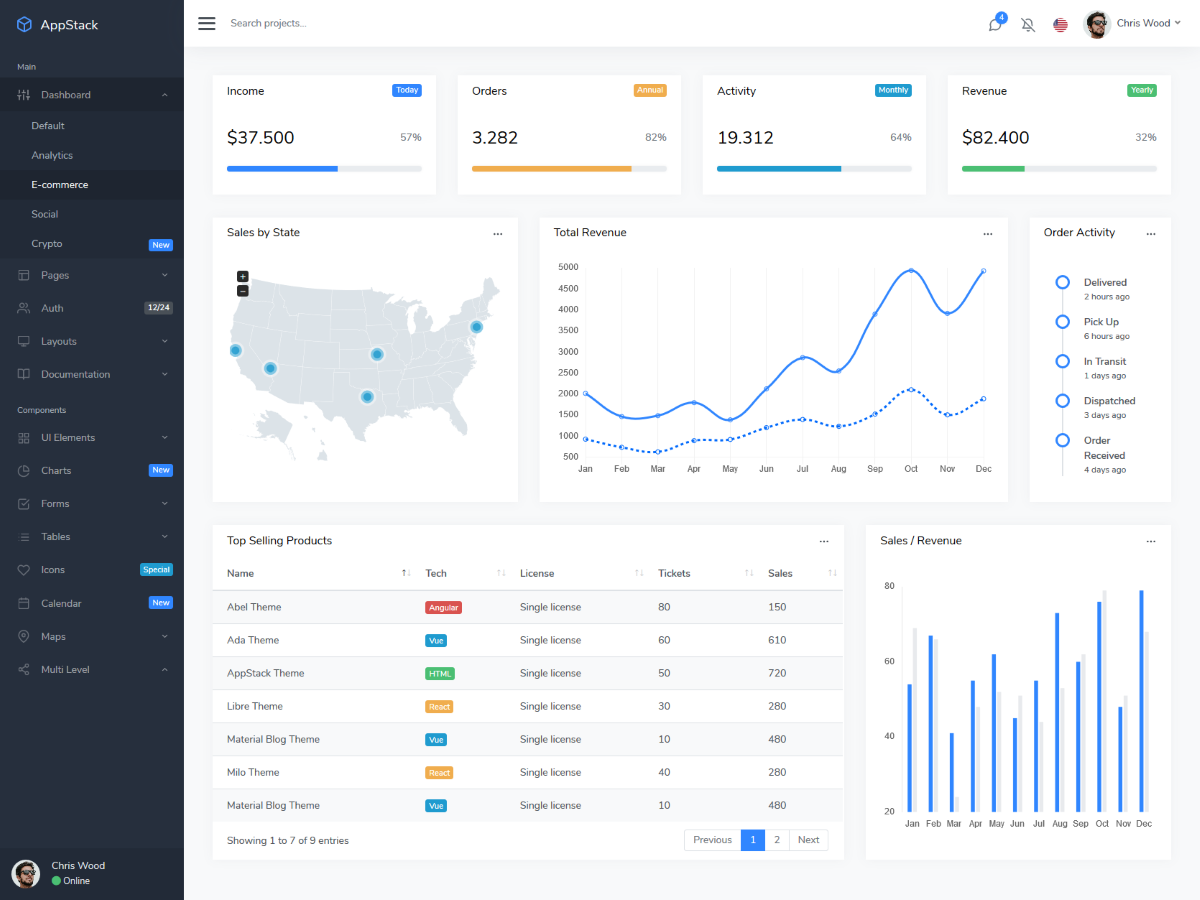 AppStack
Search projects...
4
Chris Wood
Main
Dashboard
Default
Analytics
E-commerce
Social
Crypto New
Pages
Auth 12/24
Layouts
Documentation
Components
UI Elements
Charts New
Forms
Tables
Icons Special
Calendar New
Maps
Multi Level
Chris Wood
Online
Income Today
$37.500 57%
Orders Annual
3.282 82%
Activity Monthly
19.312 64%
Revenue Yearly
$82.400 32%
Sales by State ...
+
−
Total Revenue ...
5000
4500
4000
3500
3000
2500
2000
1500
1000
500
Jan Feb Mar Apr May Jun Jul Aug Sep Oct Nov Dec
Order Activity ...
Delivered
2 hours ago
Pick Up
6 hours ago
In Transit
1 days ago
Dispatched
3 days ago
Order
Received
4 days ago
Top Selling Products ...
Name Tech License Tickets Sales
Abel Theme Angular Single license 80 150
Ada Theme Vue Single license 60 610
AppStack Theme HTML Single license 50 720
Libre Theme React Single license 30 280
Material Blog Theme Vue Single license 10 480
Milo Theme React Single license 40 280
Material Blog Theme Vue Single license 10 480
Showing 1 to 7 of 9 entries
Previous 1 2 Next
Sales / Revenue ...
80
60
40
20
Jan Feb Mar Apr May Jun Jul Aug Sep Oct Nov Dec